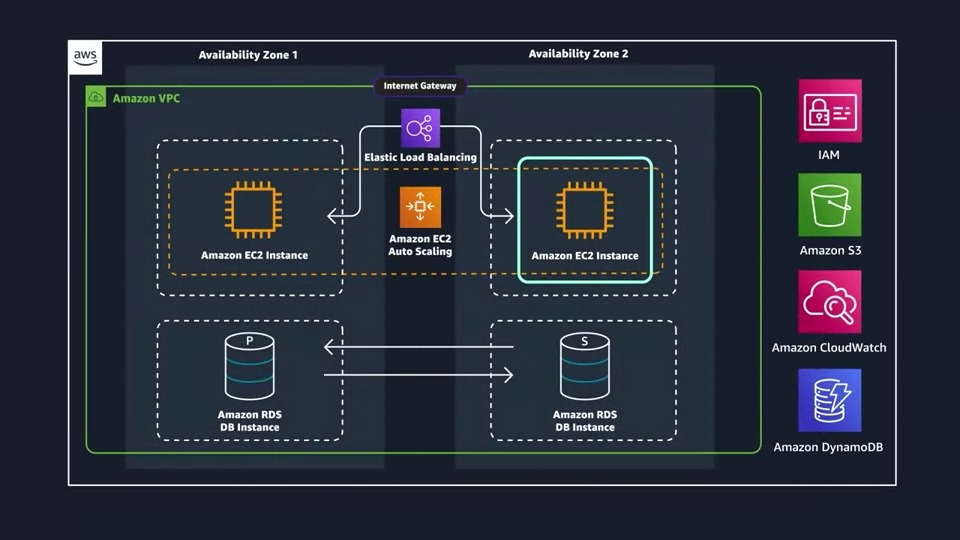 aws
Availability Zone 1
Availability Zone 2
Internet Gateway
Amazon VPC
Elastic Load Balancing
Amazon EC2 Instance
Amazon EC2
Auto Scaling
Amazon EC2 Instance
P
Amazon RDS
DB Instance
S
Amazon RDS
DB Instance
IAM
Amazon S3
Amazon CloudWatch
Amazon DynamoDB